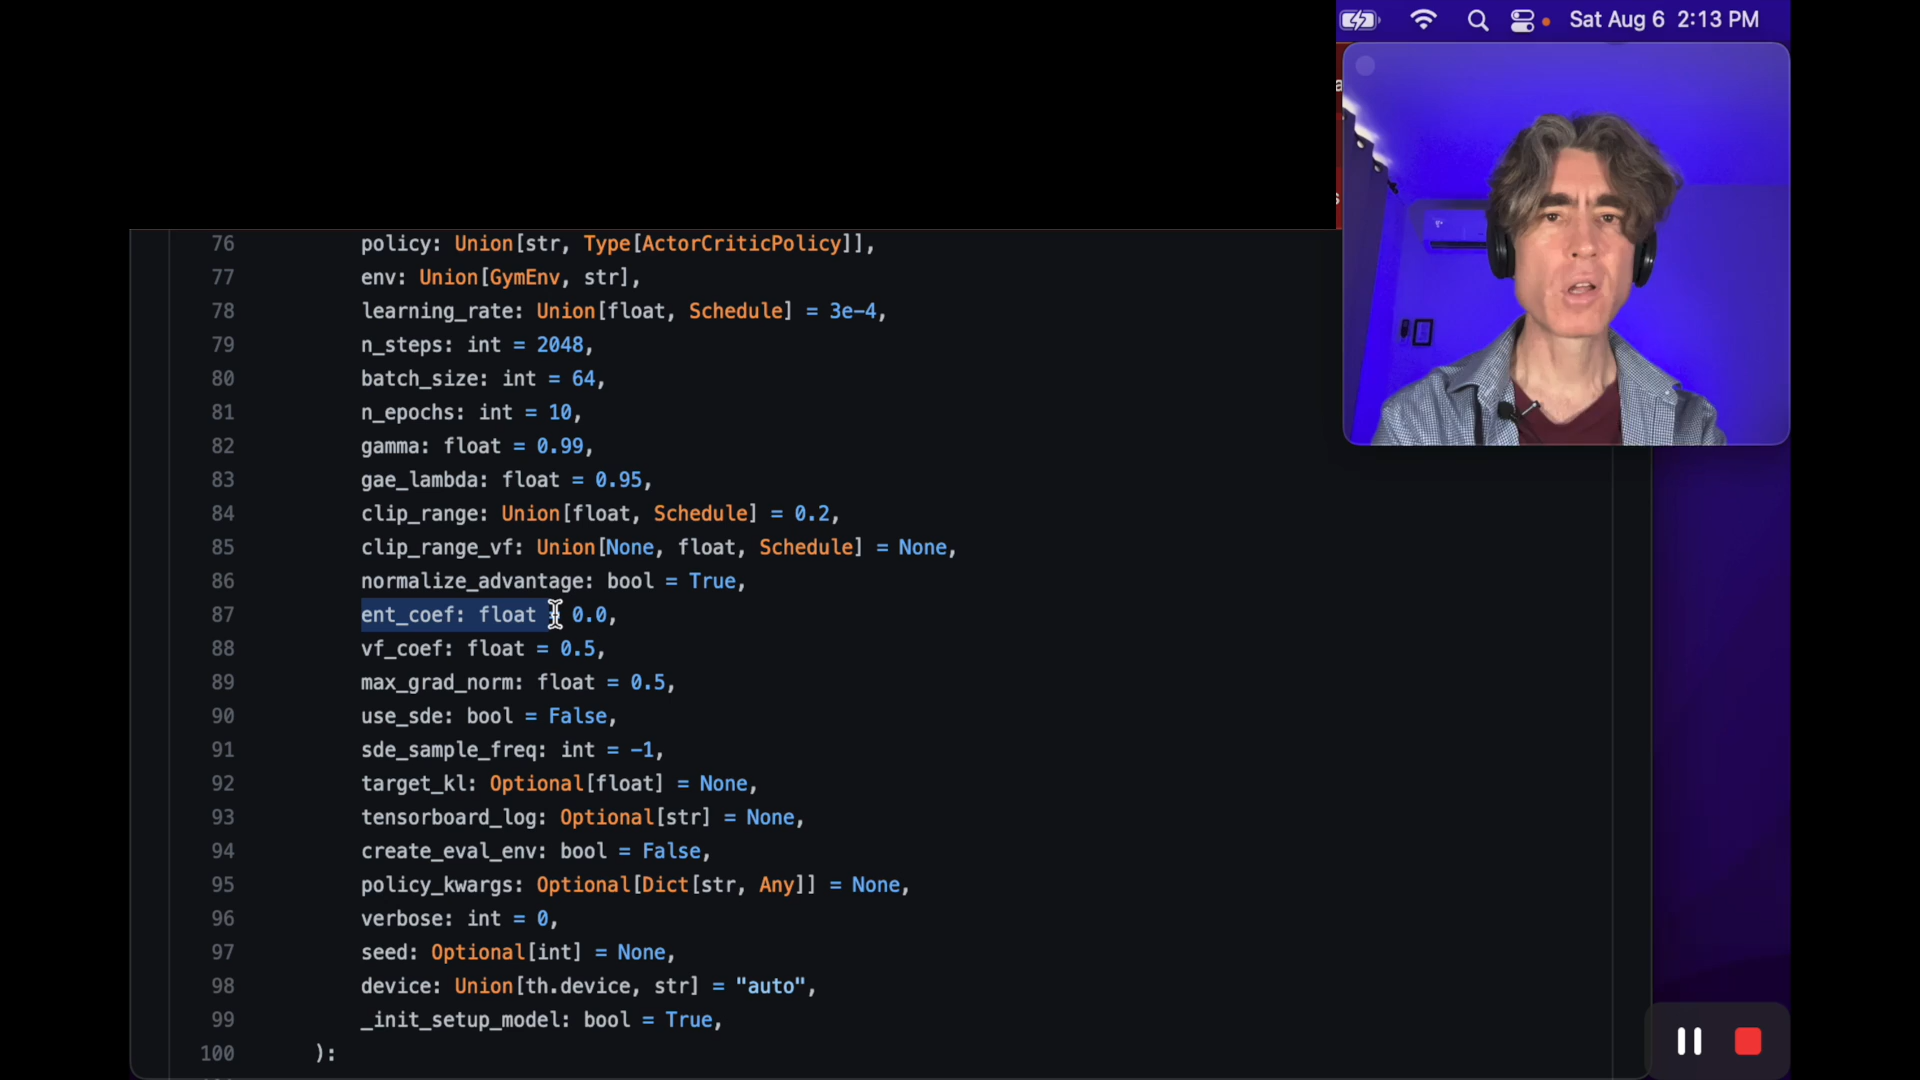 Sat Aug 6 2:13 PM
76 policy: Union[str, Type[ActorCriticPolicy]],
77 env: Union[GymEnv, str],
78 learning_rate: Union[float, Schedule] = 3e-4,
79 n_steps: int = 2048,
80 batch_size: int = 64,
81 n_epochs: int = 10,
82 gamma: float = 0.99,
83 gae_lambda: float = 0.95,
84 clip_range: Union[float, Schedule] = 0.2,
85 clip_range_vf: Union[None, float, Schedule] = None,
86 normalize_advantage: bool = True,
87 ent_coef: float = 0.0,
88 vf_coef: float = 0.5,
89 max_grad_norm: float = 0.5,
90 use_sde: bool = False,
91 sde_sample_freq: int = -1,
92 target_kl: Optional[float] = None,
93 tensorboard_log: Optional[str] = None,
94 create_eval_env: bool = False,
95 policy_kwargs: Optional[Dict[str, Any]] = None,
96 verbose: int = 0,
97 seed: Optional[int] = None,
98 device: Union[th.device, str] = "auto",
99 _init_setup_model: bool = True,
100 ):